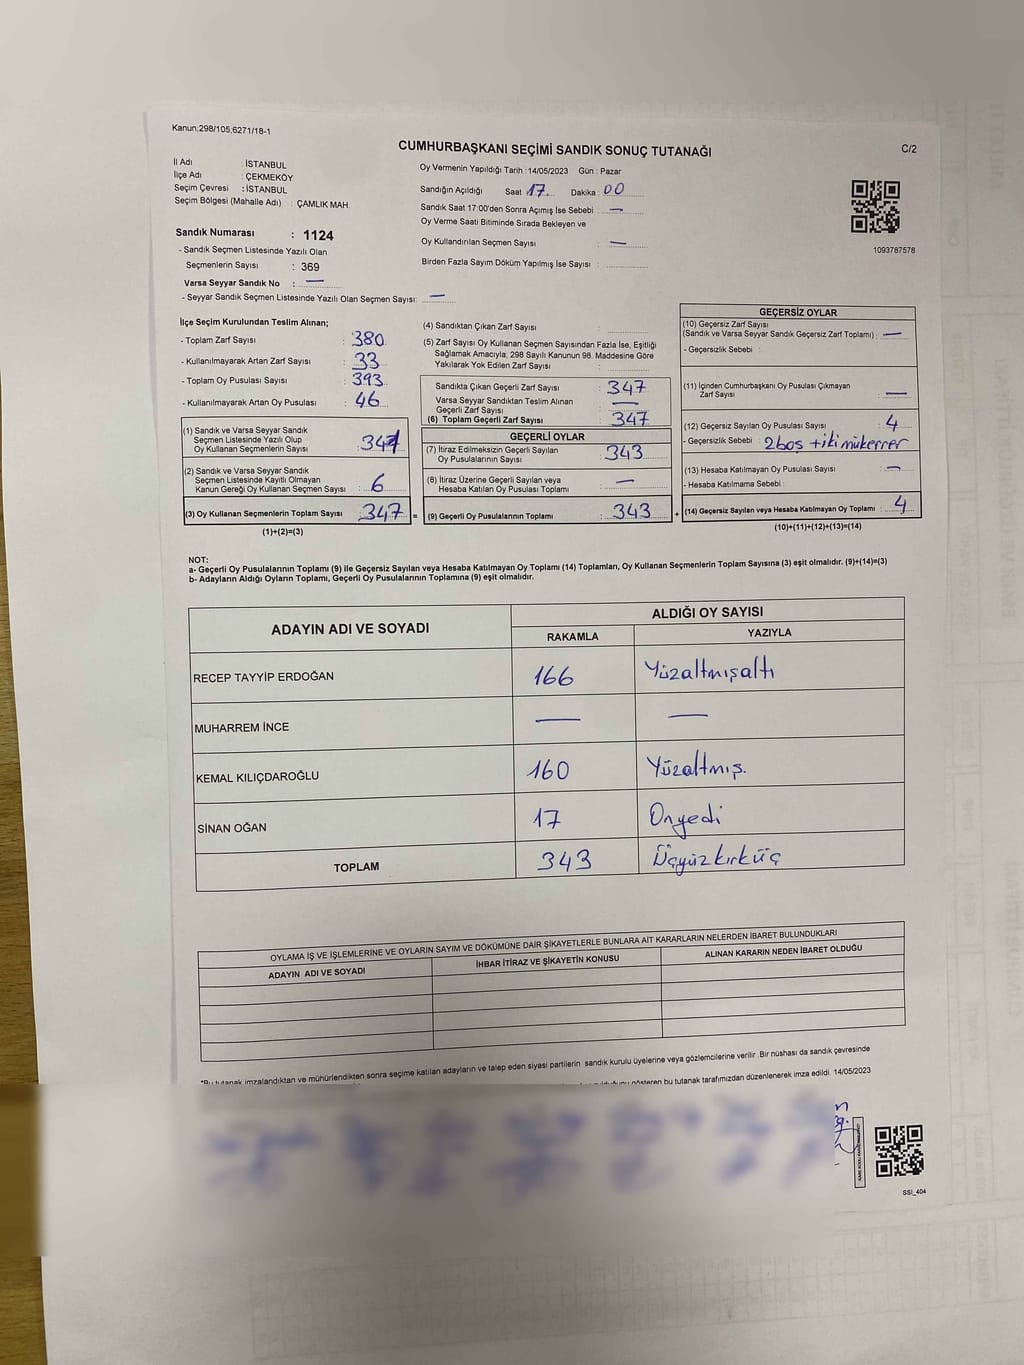 Kanun;298/105;6271/18-1
CUMHURBAŞKANI SEÇİMİ SANDIK SONUÇ TUTANAĞI
C/2
İl Adı : İSTANBUL
İlçe Adı : ÇEKMEKÖY
Seçim Çevresi : İSTANBUL
Seçim Bölgesi (Mahalle Adı) : ÇAMLIK MAH.
Oy Vermenin Yapıldığı Tarih :14/05/2023 Gün : Pazar
Sandığın Açıldığı Saat 17 Dakika : 00
Sandık Saat 17:00'den Sonra Açımış İse Sebebi : —
Oy Verme Saati Bitiminde Sırada Bekleyen ve
Oy Kullandırılan Seçmen Sayısı : —
Birden Fazla Sayım Döküm Yapılmış İse Sayısı :
1093787578
Sandık Numarası : 1124
- Sandık Seçmen Listesinde Yazılı Olan
Seçmenlerin Sayısı : 369
Varsa Seyyar Sandık No : —
- Seyyar Sandık Seçmen Listesinde Yazılı Olan Seçmen Sayısı: —
İlçe Seçim Kurulundan Teslim Alınan;
- Toplam Zarf Sayısı : 380
- Kullanılmayarak Artan Zarf Sayısı : 33
- Toplam Oy Pusulası Sayısı : 393
- Kullanılmayarak Artan Oy Pusulası : 46
(1) Sandık ve Varsa Seyyar Sandık
Seçmen Listesinde Yazılı Olup
Oy Kullanan Seçmenlerin Sayısı : 341
(2) Sandık ve Varsa Seyyar Sandık
Seçmen Listesinde Kayıtlı Olmayan
Kanun Gereği Oy Kullanan Seçmen Sayısı : 6
(3) Oy Kullanan Seçmenlerin Toplam Sayısı : 347 =
(1)+(2)=(3)
(4) Sandıktan Çıkan Zarf Sayısı :
(5) Zarf Sayısı Oy Kullanan Seçmen Sayısından Fazla İse, Eşitliği
Sağlamak Amacıyla, 298 Sayılı Kanunun 98. Maddesine Göre
Yakılarak Yok Edilen Zarf Sayısı :
Sandıkta Çıkan Geçerli Zarf Sayısı : 347
Varsa Seyyar Sandıktan Teslim Alınan
Geçerli Zarf Sayısı : —
(6) Toplam Geçerli Zarf Sayısı : 347
GEÇERLİ OYLAR
(7) İtiraz Edilmeksizin Geçerli Sayılan
Oy Pusulalarının Sayısı : 343
(8) İtiraz Üzerine Geçerli Sayılan veya
Hesaba Katılan Oy Pusulası Toplamı : —
(9) Geçerli Oy Pusulalarının Toplamı : 343 +
GEÇERSİZ OYLAR
(10) Geçersiz Zarf Sayısı
(Sandık ve Varsa Seyyar Sandık Geçersiz Zarf Toplamı) : —
- Geçersizlik Sebebi :
(11) İçinden Cumhurbaşkanı Oy Pusulası Çıkmayan
Zarf Sayısı : —
(12) Geçersiz Sayılan Oy Pusulası Sayısı : 4
- Geçersizlik Sebebi : 2 boş + iki mükerrer
(13) Hesaba Katılmayan Oy Pusulası Sayısı : —
- Hesaba Katılmama Sebebi :
(14) Geçersiz Sayılan veya Hesaba Katılmayan Oy Toplamı : 4
(10)+(11)+(12)+(13)=(14)
NOT:
a- Geçerli Oy Pusulalarının Toplamı (9) ile Geçersiz Sayılan veya Hesaba Katılmayan Oy Toplamı (14) Toplamları, Oy Kullanan Seçmenlerin Toplam Sayısına (3) eşit olmalıdır. (9)+(14)=(3)
b- Adayların Aldığı Oyların Toplamı, Geçerli Oy Pusulalarının Toplamına (9) eşit olmalıdır.
ADAYIN ADI VE SOYADI
ALDIĞI OY SAYISI
RAKAMLA YAZIYLA
RECEP TAYYİP ERDOĞAN 166 Yüzaltmışaltı
MUHARREM İNCE — —
KEMAL KILIÇDAROĞLU 160 Yüzaltmış.
SİNAN OĞAN 17 Onyedi
TOPLAM 343 Üçyüzkırküç
OYLAMA İŞ VE İŞLEMLERİNE VE OYLARIN SAYIM VE DÖKÜMÜNE DAİR ŞİKAYETLERLE BUNLARA AİT KARARLARIN NELERDEN İBARET BULUNDUKLARI
ADAYIN ADI VE SOYADI İHBAR İTİRAZ VE ŞİKAYETİN KONUSU ALINAN KARARIN NEDEN İBARET OLDUĞU
*Bu tutanak imzalandıktan ve mühürlendikten sonra seçime katılan adayların ve talep eden siyasi partilerin sandık kurulu üyelerine veya gözlemcilerine verilir .Bir nüshası da sandık çevresinde
gösteren bu tutanak tarafımızdan düzenlenerek imza edildi. 14/05/2023
SSI_404